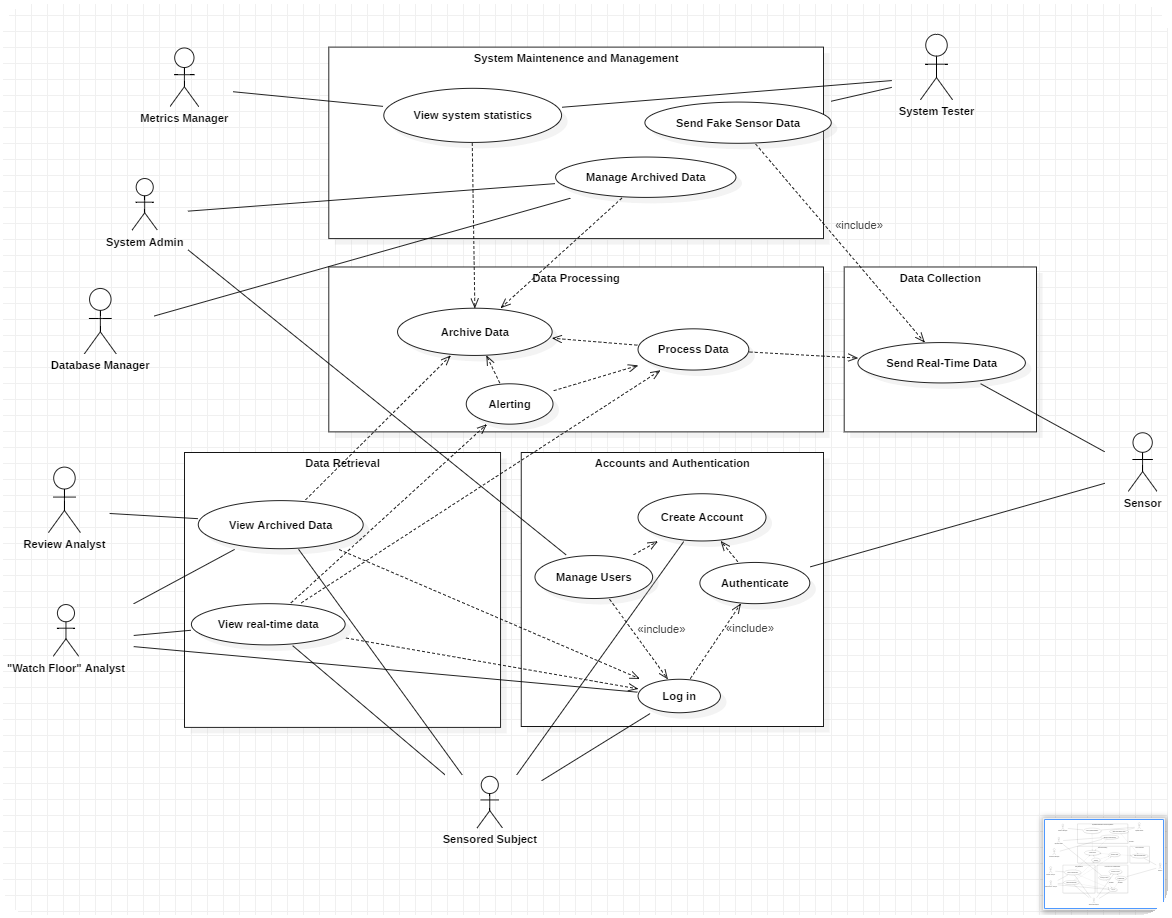 System Maintenence and Management
Metrics Manager
System Tester
View system statistics
Send Fake Sensor Data
Manage Archived Data
System Admin
«include»
Database Manager
Data Processing
Data Collection
Archive Data
Process Data
Send Real-Time Data
Alerting
Data Retrieval
Accounts and Authentication
Review Analyst
Sensor
View Archived Data
Create Account
Manage Users
Authenticate
"Watch Floor" Analyst
View real-time data
«include»
«include»
Log in
Sensored Subject